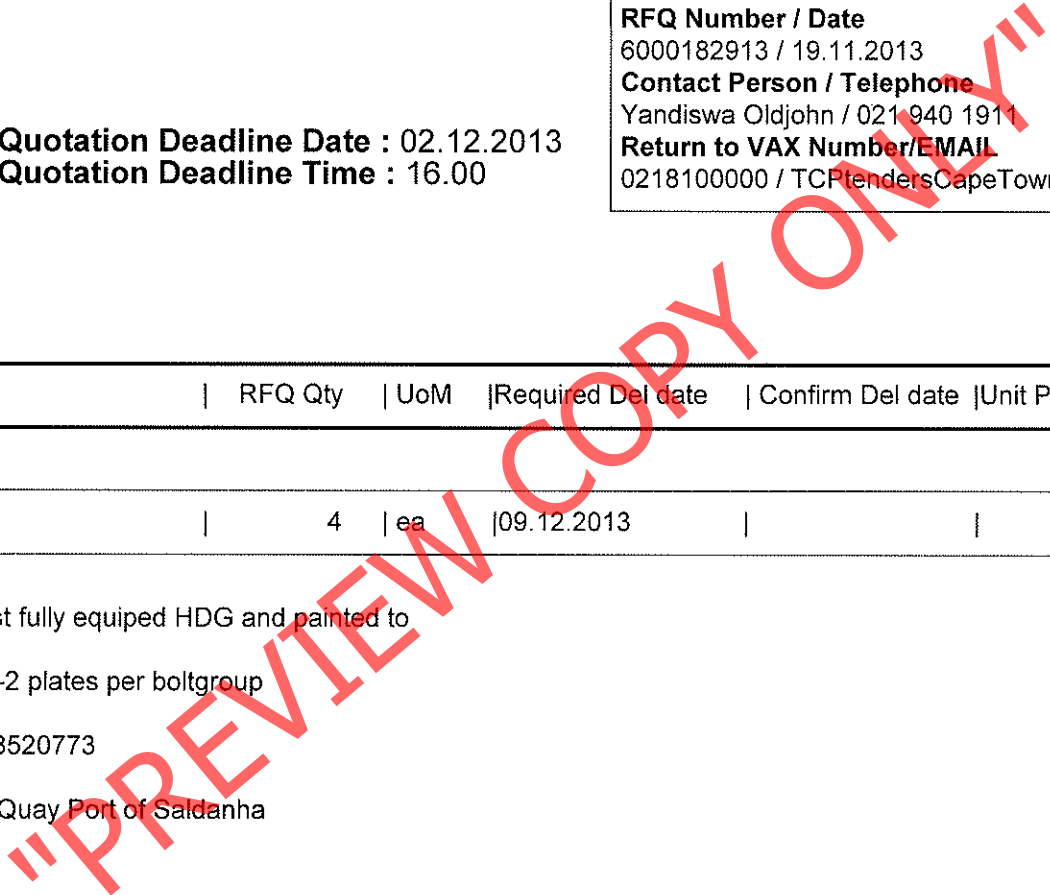 RFQ Number / Date
6000182913 / 19.11.2013
Contact Person / Telephone
Yandiswa Oldjohn / 021 940 1911
Return to VAX Number/EMAIL
0218100000 / TCPtendersCapeTown
Quotation Deadline Date : 02.12.2013
Quotation Deadline Time : 16.00
| RFQ Qty | UoM |Required Del date | Confirm Del date |Unit P
| 4 | ea |09.12.2013 | |
st fully equiped HDG and painted to
-2 plates per boltgroup
3520773
Quay Port of Saldanha
"PREVIEW COPY ONLY"